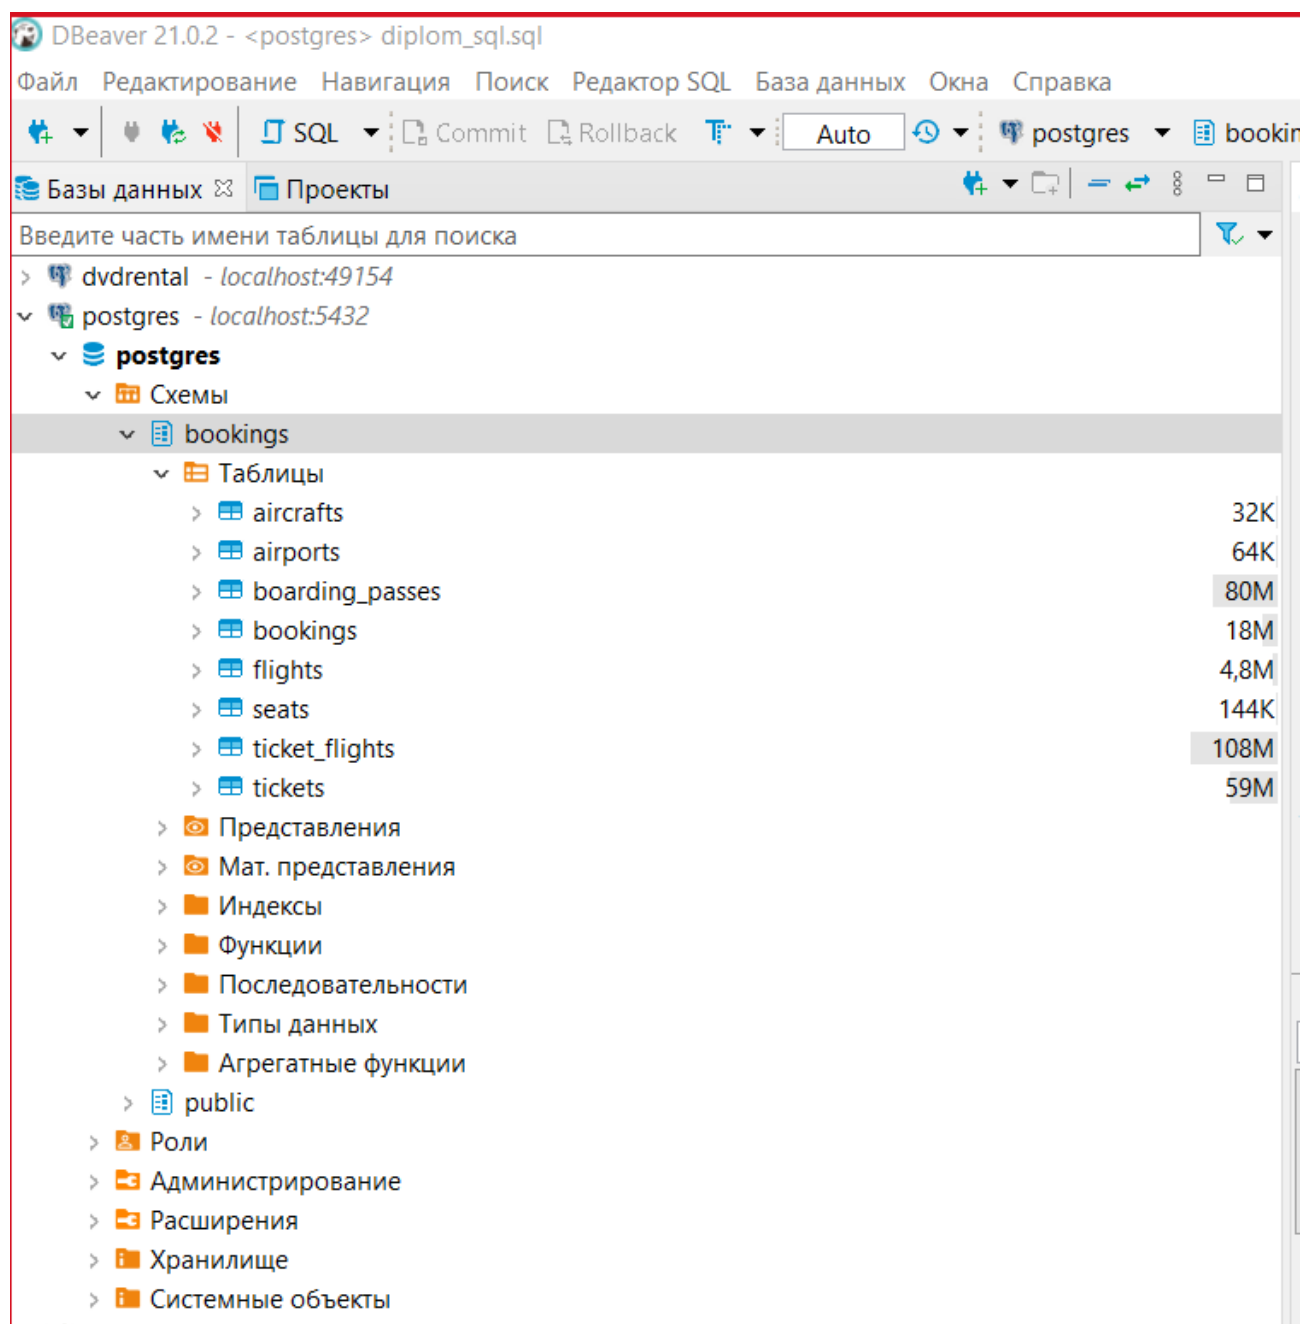 DBeaver 21.0.2 - <postgres> diplom_sql.sql
Файл Редактирование Навигация Поиск Редактор SQL База данных Окна Справка
SQL Commit Rollback Auto postgres bookin
Базы данных Проекты
Введите часть имени таблицы для поиска
dvdrental - localhost:49154
postgres - localhost:5432
postgres
Схемы
bookings
Таблицы
aircrafts 32K
airports 64K
boarding_passes 80M
bookings 18M
flights 4,8M
seats 144K
ticket_flights 108M
tickets 59M
Представления
Мат. представления
Индексы
Функции
Последовательности
Типы данных
Агрегатные функции
public
Роли
Администрирование
Расширения
Хранилище
Системные объекты